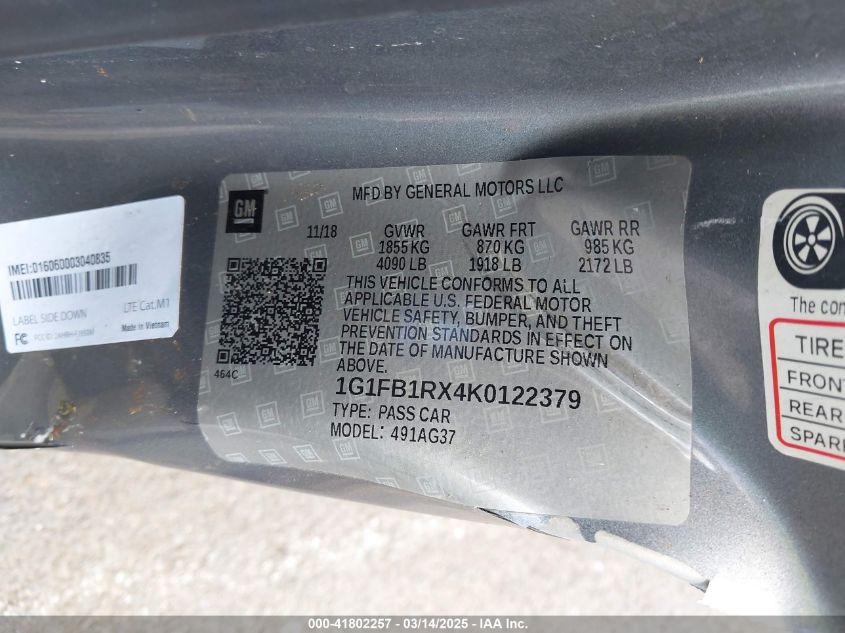 GM
MFD BY GENERAL MOTORS LLC
11/18 GVWR GAWR FRT GAWR RR
1855 KG 870 KG 985 KG
4090 LB 1918 LB 2172 LB
THIS VEHICLE CONFORMS TO ALL
APPLICABLE U.S. FEDERAL MOTOR
VEHICLE SAFETY, BUMPER, AND THEFT
PREVENTION STANDARDS IN EFFECT ON
THE DATE OF MANUFACTURE SHOWN
ABOVE.
464C
1G1FB1RX4K0122379
TYPE: PASS CAR
MODEL: 491AG37
IMEI:016060003040835
LABEL SIDE DOWN LTE Cat.M1
FC Made in Vietnam
The con
TIRE
FRONT
REAR
SPARE
IAA
#41802257 - 03/14/2025 - IAA Inc.